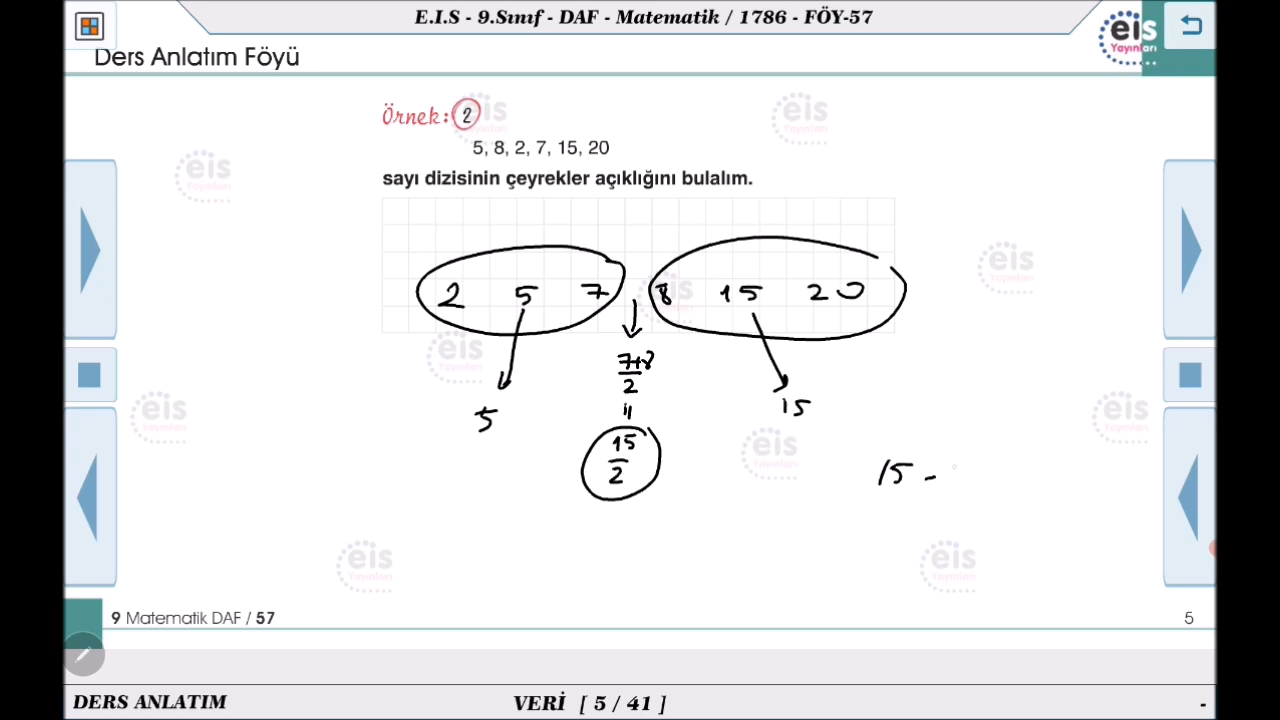 E.I.S - 9.Sınıf - DAF - Matematik / 1786 - FÖY-57
eis
Yayınları
Ders Anlatım Föyü
Örnek: 2
5, 8, 2, 7, 15, 20
sayı dizisinin çeyrekler açıklığını bulalım.
2 5 7 8 15 20
7+8
2
=
5 15
15
2
15 -
9 Matematik DAF / 57
5
DERS ANLATIM VERİ [ 5 / 41 ] -